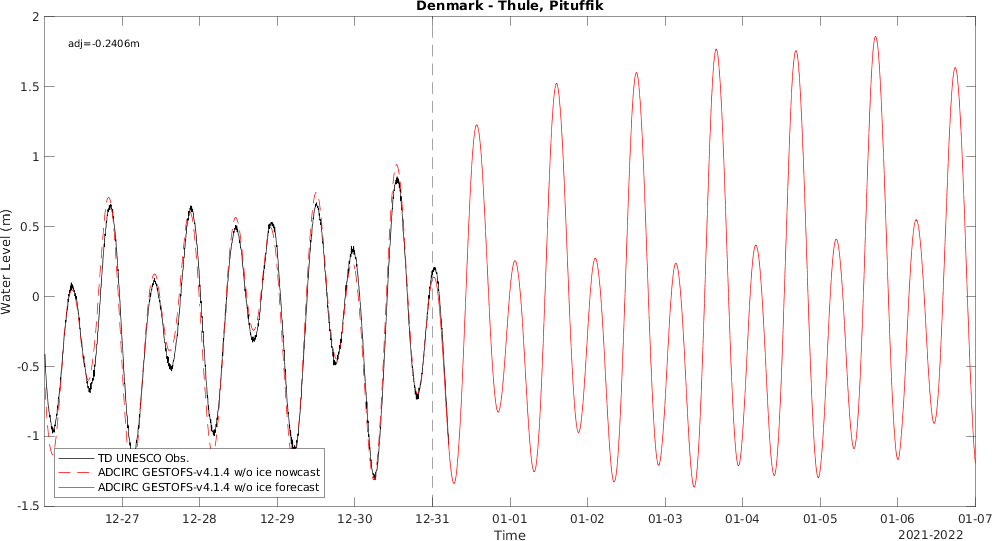 Denmark - Thule, Pituffik
adj=-0.2406m
Water Level (m)
2
1.5
1
0.5
0
-0.5
-1
-1.5
TD UNESCO Obs.
ADCIRC GESTOFS-v4.1.4 w/o ice nowcast
ADCIRC GESTOFS-v4.1.4 w/o ice forecast
12-27 12-28 12-29 12-30 12-31 01-01 01-02 01-03 01-04 01-05 01-06 01-07
Time
2021-2022